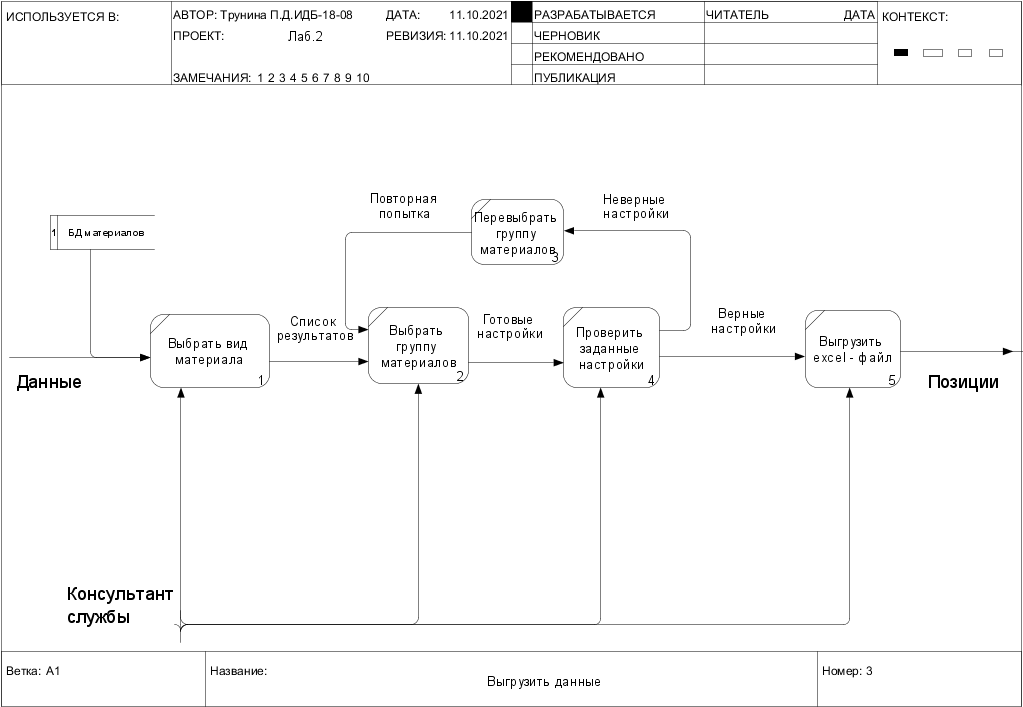 ИСПОЛЬЗУЕТСЯ В:
АВТОР: Трунина П.Д.ИДБ-18-08
ДАТА: 11.10.2021
ПРОЕКТ: Лаб.2
РЕВИЗИЯ: 11.10.2021
ЗАМЕЧАНИЯ: 1 2 3 4 5 6 7 8 9 10
РАЗРАБАТЫВАЕТСЯ
ЧЕРНОВИК
РЕКОМЕНДОВАНО
ПУБЛИКАЦИЯ
ЧИТАТЕЛЬ
ДАТА
КОНТЕКСТ:
Повторная
попытка
Перевыбрать
группу
материалов
3
Неверные
настройки
1
БД материалов
Данные
Выбрать вид
материала
1
Список
результатов
Выбрать
группу
материалов
2
Готовые
настройки
Проверить
заданные
настройки
4
Верные
настройки
Выгрузить
excel - файл
5
Позиции
Консультант
службы
Ветка: A1
Название:
Выгрузить данные
Номер: 3